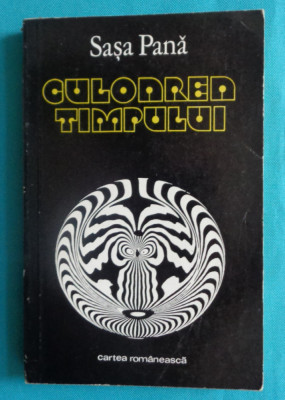 Sașa Pană
CULOAREA
TIMPULUI
cartea românească